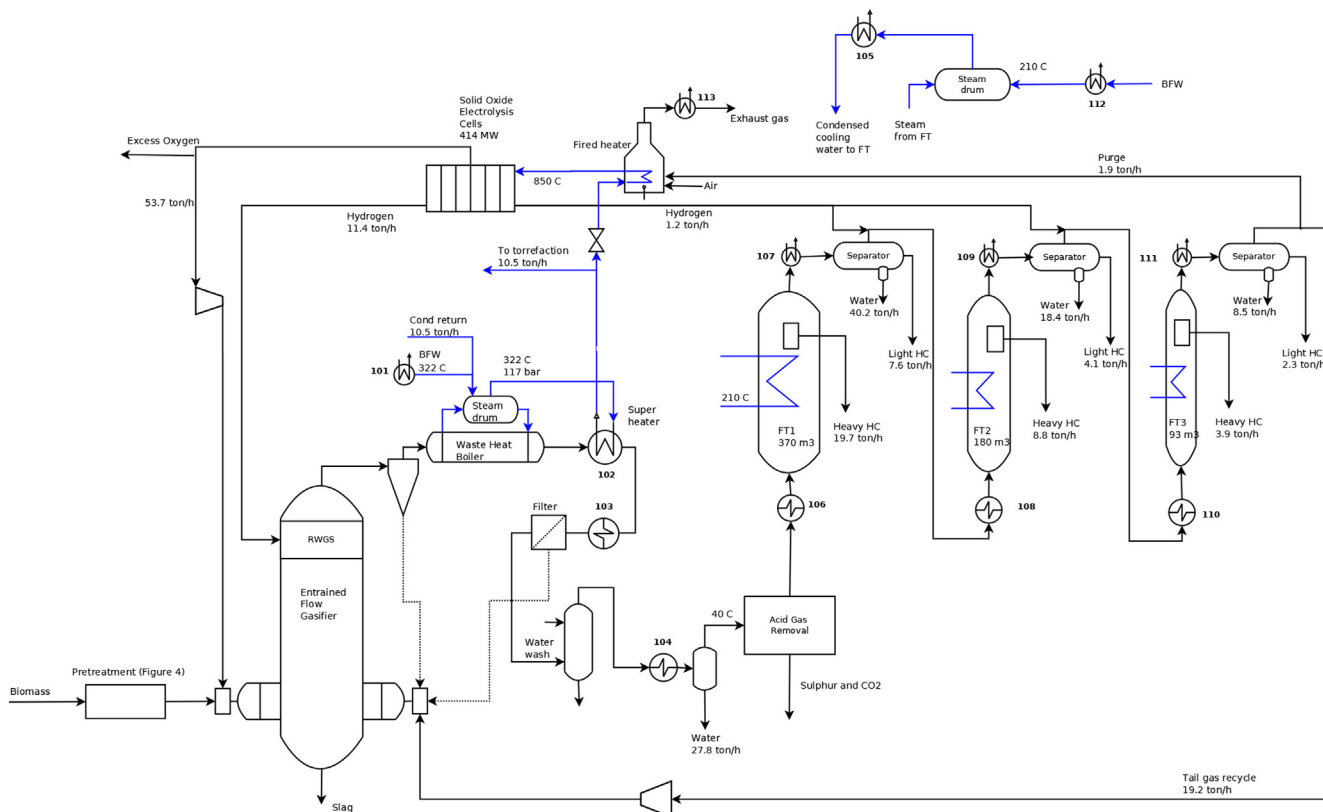 105
210 C
Steam
drum
BFW
112
Condensed
cooling
water to FT
Steam
from FT
Solid Oxide
Electrolysis
Cells
414 MW
113
Exhaust gas
Fired heater
Excess Oxygen
850 C
Air
Purge
1.9 ton/h
53.7 ton/h
Hydrogen
11.4 ton/h
Hydrogen
1.2 ton/h
To torrefaction
10.5 ton/h
107
Separator
109
Separator
111
Separator
Water
40.2 ton/h
Water
18.4 ton/h
Water
8.5 ton/h
Cond return
10.5 ton/h
BFW
322 C
101
322 C
117 bar
Light HC
7.6 ton/h
Light HC
4.1 ton/h
Light HC
2.3 ton/h
Steam
drum
Super
heater
Waste Heat
Boiler
102
210 C
FT1
370 m3
Heavy HC
19.7 ton/h
FT2
180 m3
Heavy HC
8.8 ton/h
FT3
93 m3
Heavy HC
3.9 ton/h
Filter
103
106
108
110
RWGS
Entrained
Flow
Gasifier
Water
wash
104
40 C
Acid Gas
Removal
Pretreatment (Figure 4)
Biomass
Sulphur and CO2
Water
27.8 ton/h
Slag
Tail gas recycle
19.2 ton/h